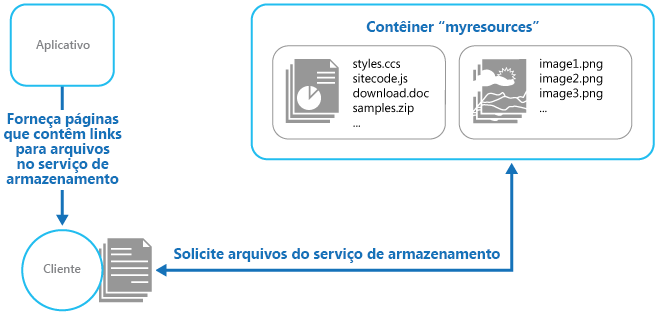 Aplicativo
Forneça páginas
que contêm links
para arquivos
no serviço de
armazenamento
Cliente
Contêiner “myresources”
styles.ccs
sitecode.js
download.doc
samples.zip
...
image1.png
image2.png
image3.png
...
Solicite arquivos do serviço de armazenamento